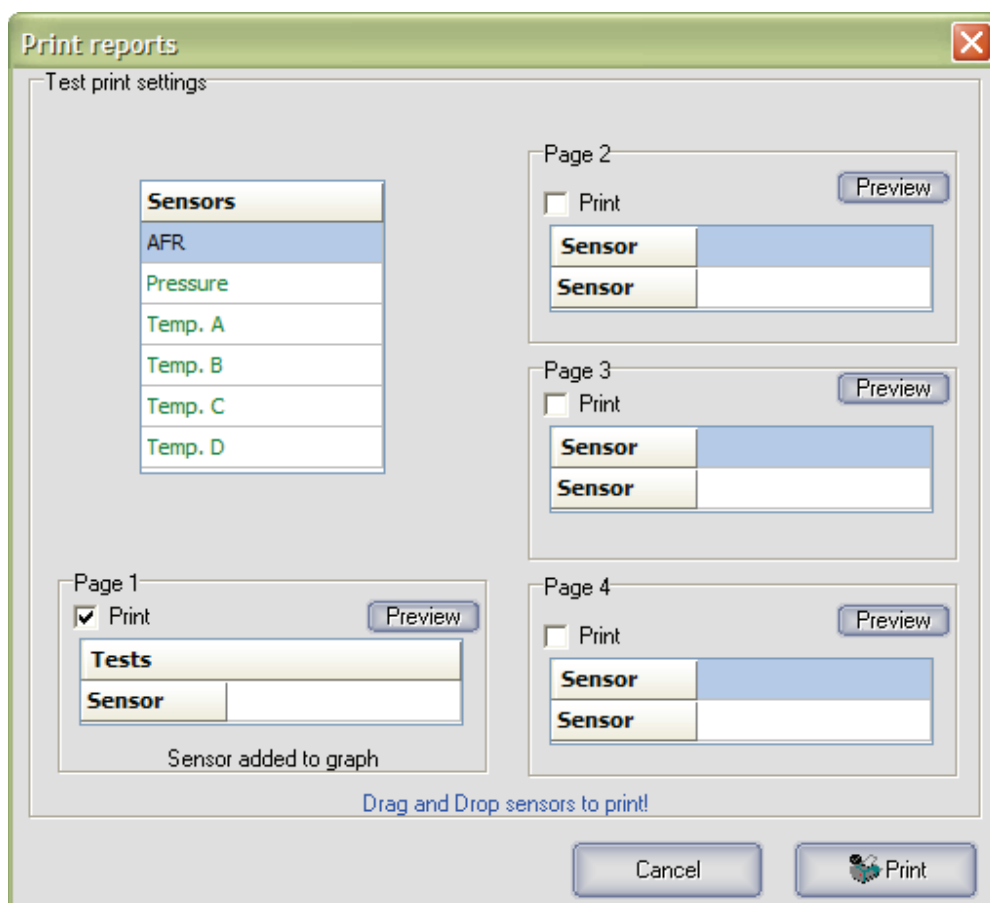 Print reports
Test print settings
Sensors
AFR
Pressure
Temp. A
Temp. B
Temp. C
Temp. D
Page 1
Print
Preview
Tests
Sensor
Sensor added to graph
Page 2
Print
Preview
Sensor
Sensor
Page 3
Print
Preview
Sensor
Sensor
Page 4
Print
Preview
Sensor
Sensor
Drag and Drop sensors to print!
Cancel
Print